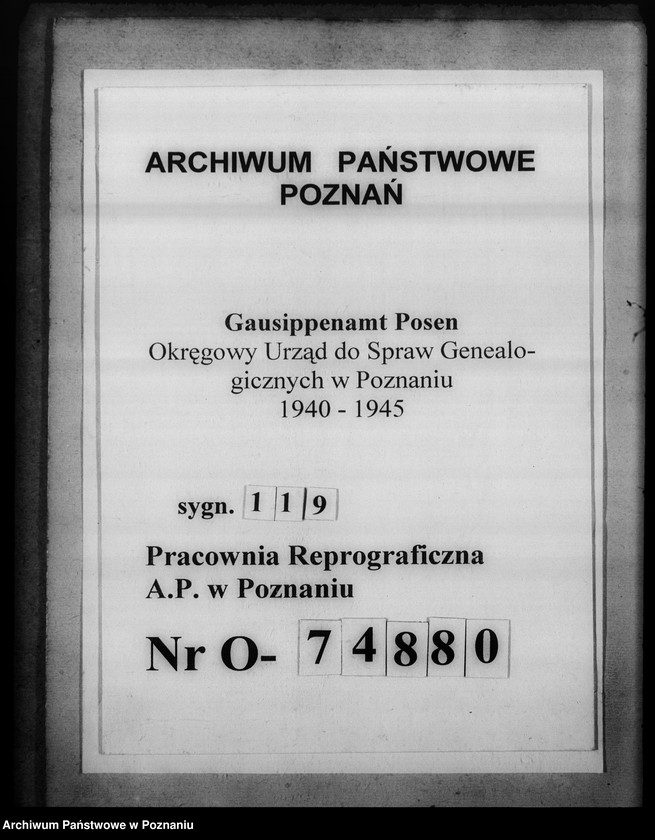 ARCHIWUM PAŃSTWOWE
POZNAŃ
Gausippenamt Posen
Okręgowy Urząd do Spraw Genealo-
gicznych w Poznaniu
1940 - 1945
sygn. 119
Pracownia Reprograficzna
A.P. w Poznaniu
Nr O- 74880
Archiwum Państwowe w Poznaniu